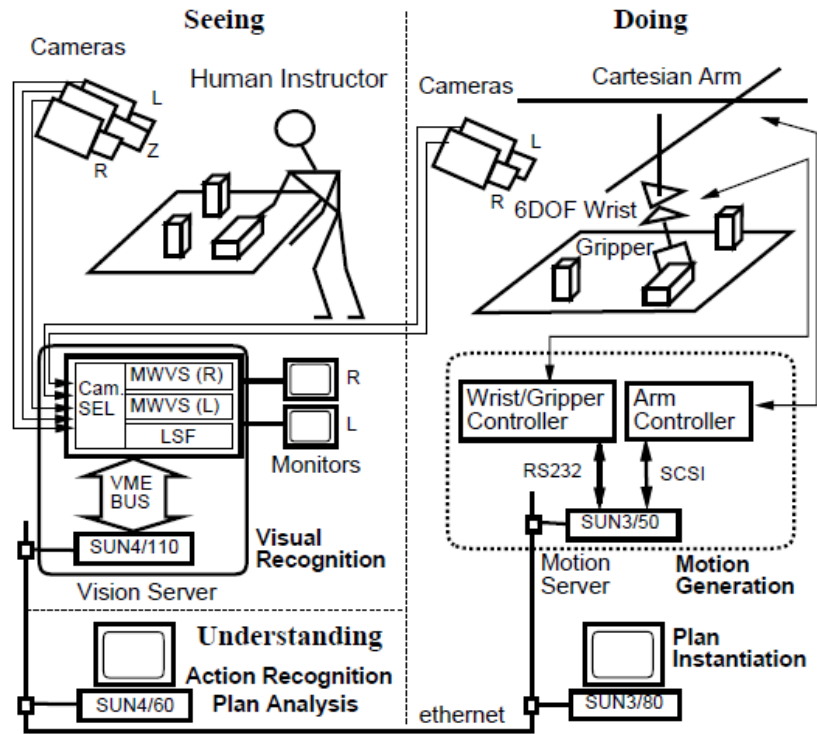 Seeing
Cameras
L
Z
R
Human Instructor
Cam.
SEL
MWVS (R)
MWVS (L)
LSF
R
L
Monitors
VME
BUS
SUN4/110
Visual
Recognition
Vision Server
Understanding
Action Recognition
Plan Analysis
SUN4/60
Doing
Cameras
L
R
Cartesian Arm
6DOF Wrist
Gripper
Wrist/Gripper
Controller
Arm
Controller
RS232
SCSI
SUN3/50
Motion
Server
Motion
Generation
Plan
Instantiation
SUN3/80
ethernet